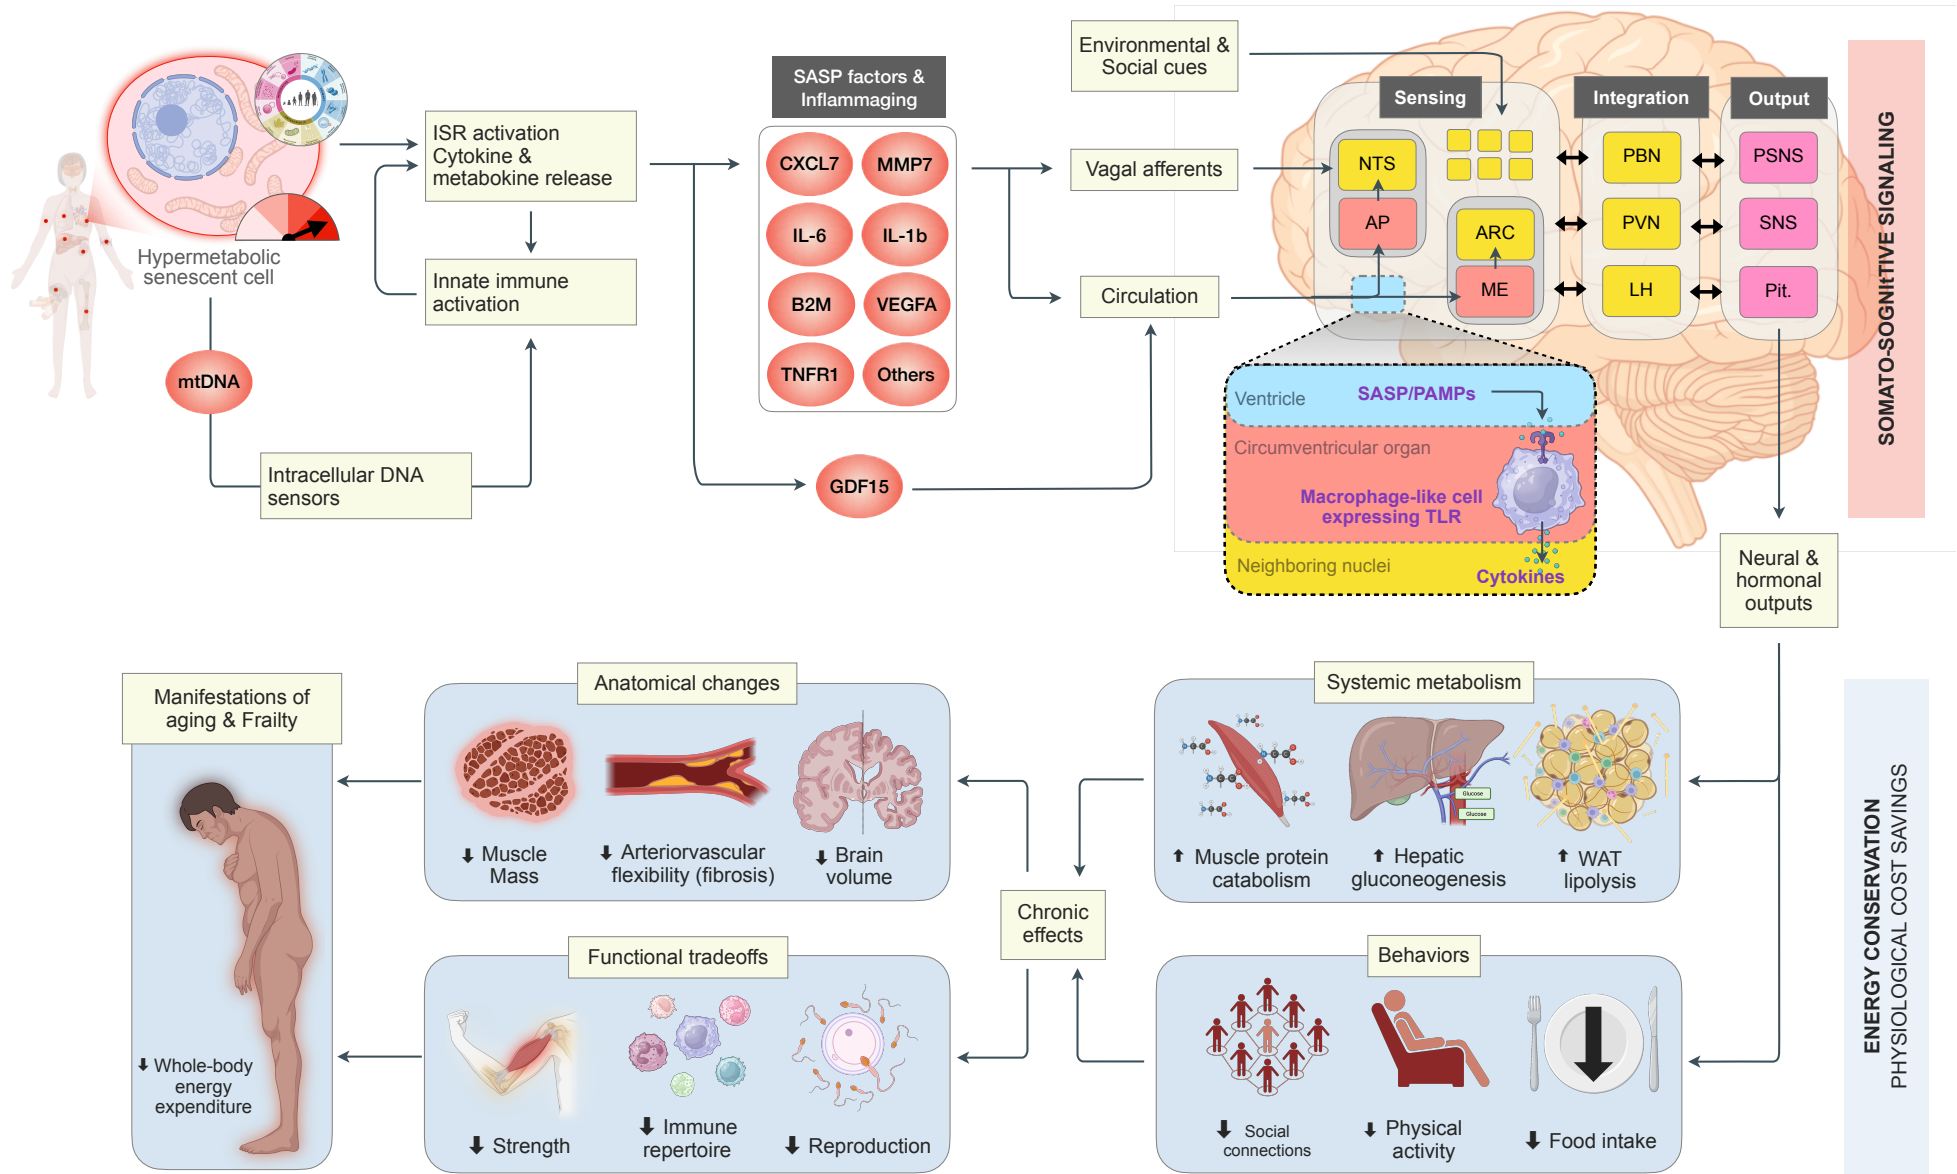 Hypermetabolic
senescent cell
mtDNA
Intracellular DNA
sensors
ISR activation
Cytokine &
metabokine release
Innate immune
activation
SASP factors &
Inflammaging
CXCL7
MMP7
IL-6
IL-1b
B2M
VEGFA
TNFR1
Others
GDF15
Environmental &
Social cues
Vagal afferents
Circulation
Sensing
Integration
Output
NTS
AP
ARC
ME
PBN
PVN
LH
PSNS
SNS
Pit.
SOMATO-SOGNITIVE SIGNALING
Ventricle
SASP/PAMPs
Circumventricular organ
Macrophage-like cell
expressing TLR
Neighboring nuclei
Cytokines
Neural &
hormonal
outputs
Manifestations of
aging & Frailty
Whole-body
energy
expenditure
Anatomical changes
Muscle
Mass
Arteriorvascular
flexibility (fibrosis)
Brain
volume
Functional tradeoffs
Strength
Immune
repertoire
Reproduction
Chronic
effects
Systemic metabolism
Glucose
Glucose
Muscle protein
catabolism
Hepatic
gluconeogenesis
WAT
lipolysis
Behaviors
Social
connections
Physical
activity
Food intake
ENERGY CONSERVATION
PHYSIOLOGICAL COST SAVINGS